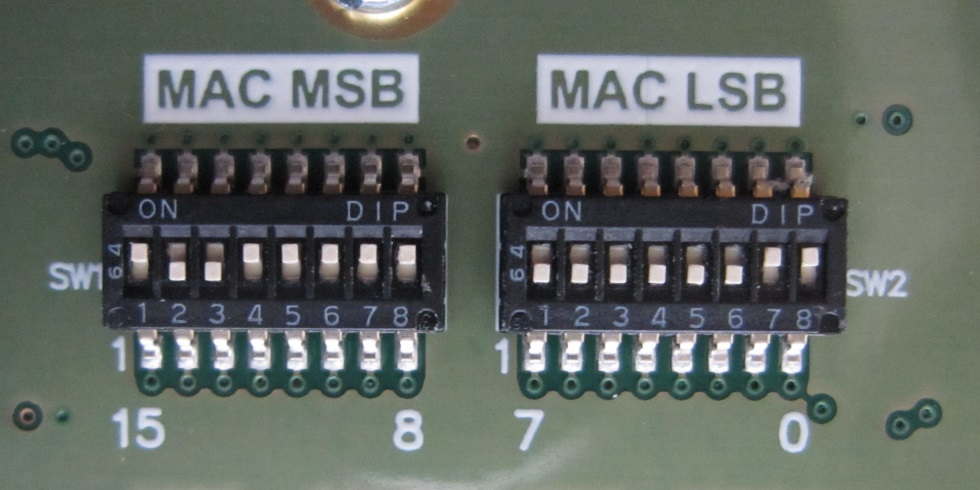 MAC MSB
MAC LSB
ON DIP
ON DIP
64
64
SW1
SW2
1 2 3 4 5 6 7 8
1 2 3 4 5 6 7 8
1
1
15 8
7 0